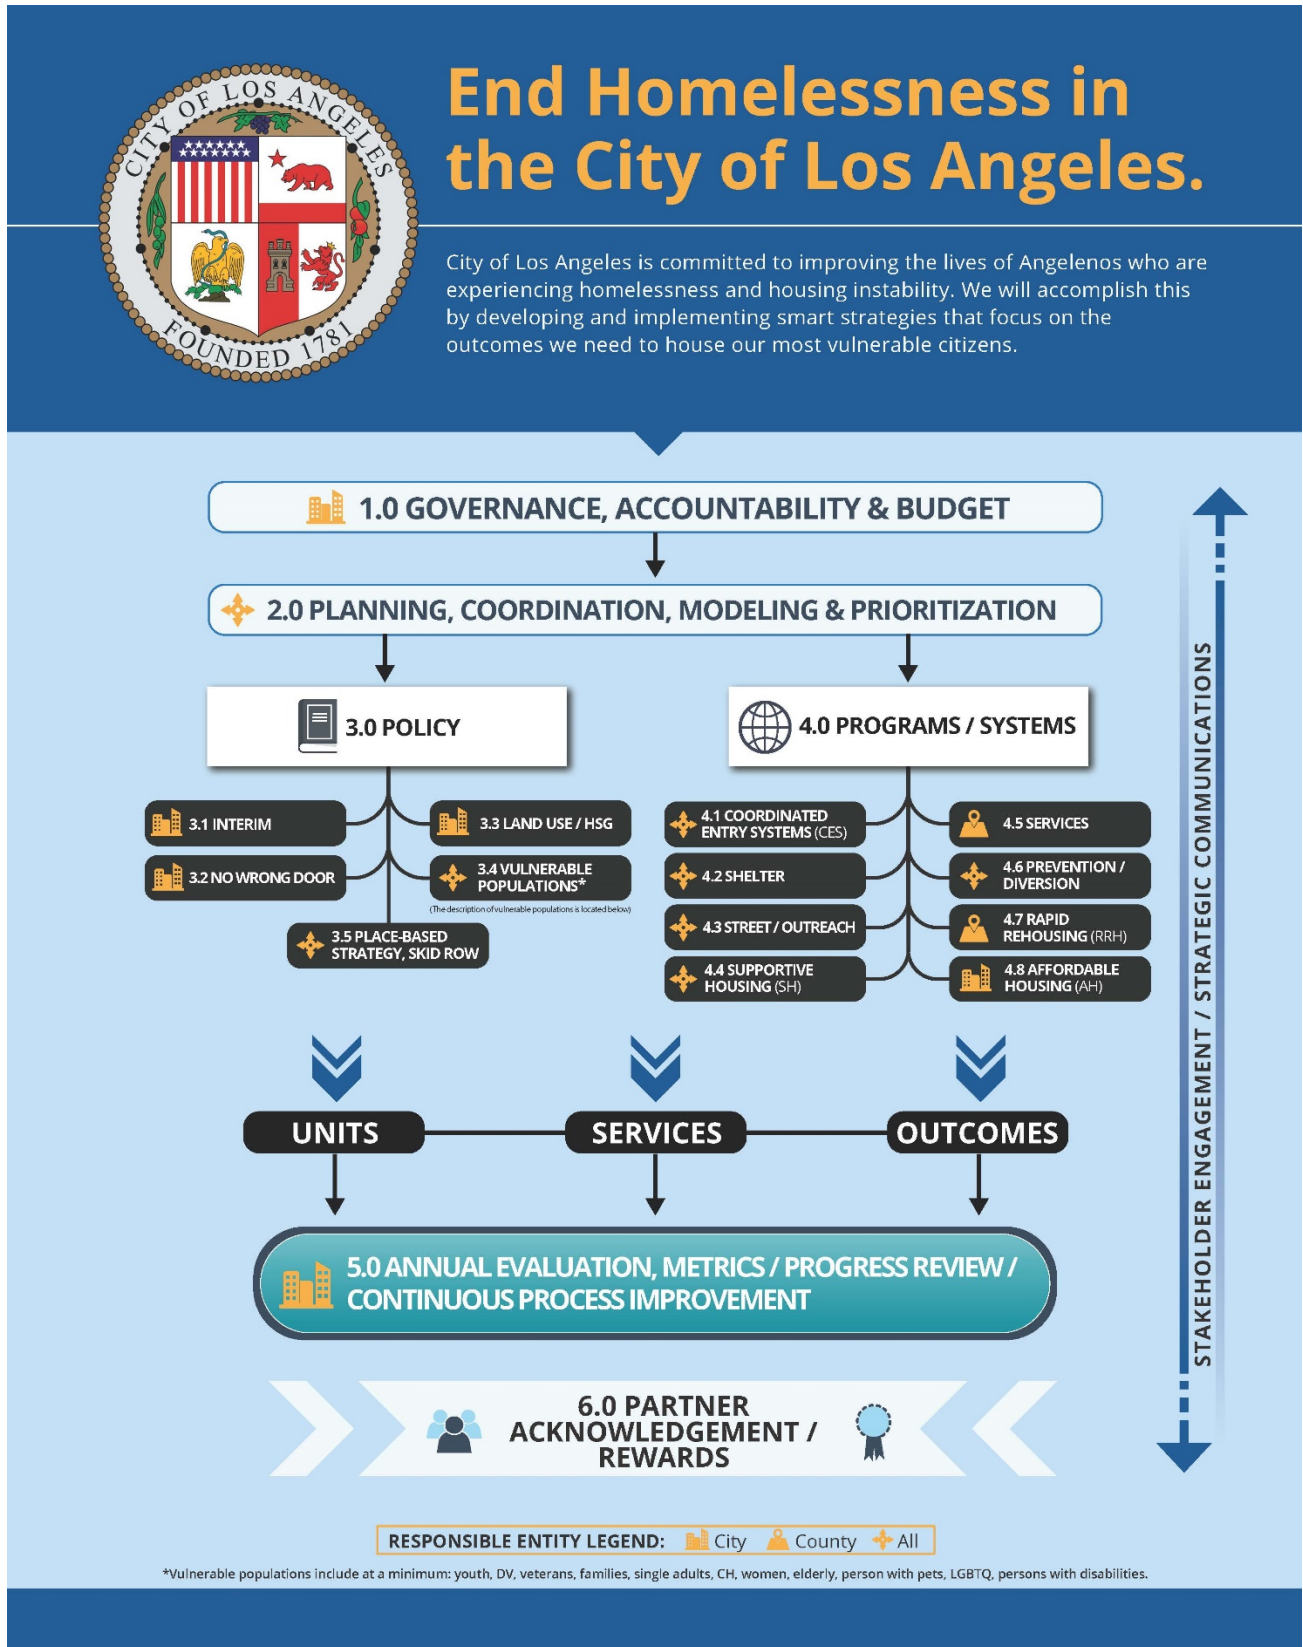 CITY OF LOS ANGELES
FOUNDED 1781
End Homelessness in
the City of Los Angeles.
City of Los Angeles is committed to improving the lives of Angelenos who are
experiencing homelessness and housing instability. We will accomplish this
by developing and implementing smart strategies that focus on the
outcomes we need to house our most vulnerable citizens.
1.0 GOVERNANCE, ACCOUNTABILITY & BUDGET
2.0 PLANNING, COORDINATION, MODELING & PRIORITIZATION
3.0 POLICY
3.1 INTERIM
3.2 NO WRONG DOOR
3.3 LAND USE / HSG
3.4 VULNERABLE
POPULATIONS*
(The description of vulnerable populations is located below)
3.5 PLACE-BASED
STRATEGY, SKID ROW
4.0 PROGRAMS / SYSTEMS
4.1 COORDINATED
ENTRY SYSTEMS (CES)
4.2 SHELTER
4.3 STREET / OUTREACH
4.4 SUPPORTIVE
HOUSING (SH)
4.5 SERVICES
4.6 PREVENTION /
DIVERSION
4.7 RAPID
REHOUSING (RRH)
4.8 AFFORDABLE
HOUSING (AH)
UNITS
SERVICES
OUTCOMES
5.0 ANNUAL EVALUATION, METRICS / PROGRESS REVIEW /
CONTINUOUS PROCESS IMPROVEMENT
6.0 PARTNER
ACKNOWLEDGEMENT /
REWARDS
STAKEHOLDER ENGAGEMENT / STRATEGIC COMMUNICATIONS
RESPONSIBLE ENTITY LEGEND: City County All
*Vulnerable populations include at a minimum: youth, DV, veterans, families, single adults, CH, women, elderly, person with pets, LGBTQ, persons with disabilities.